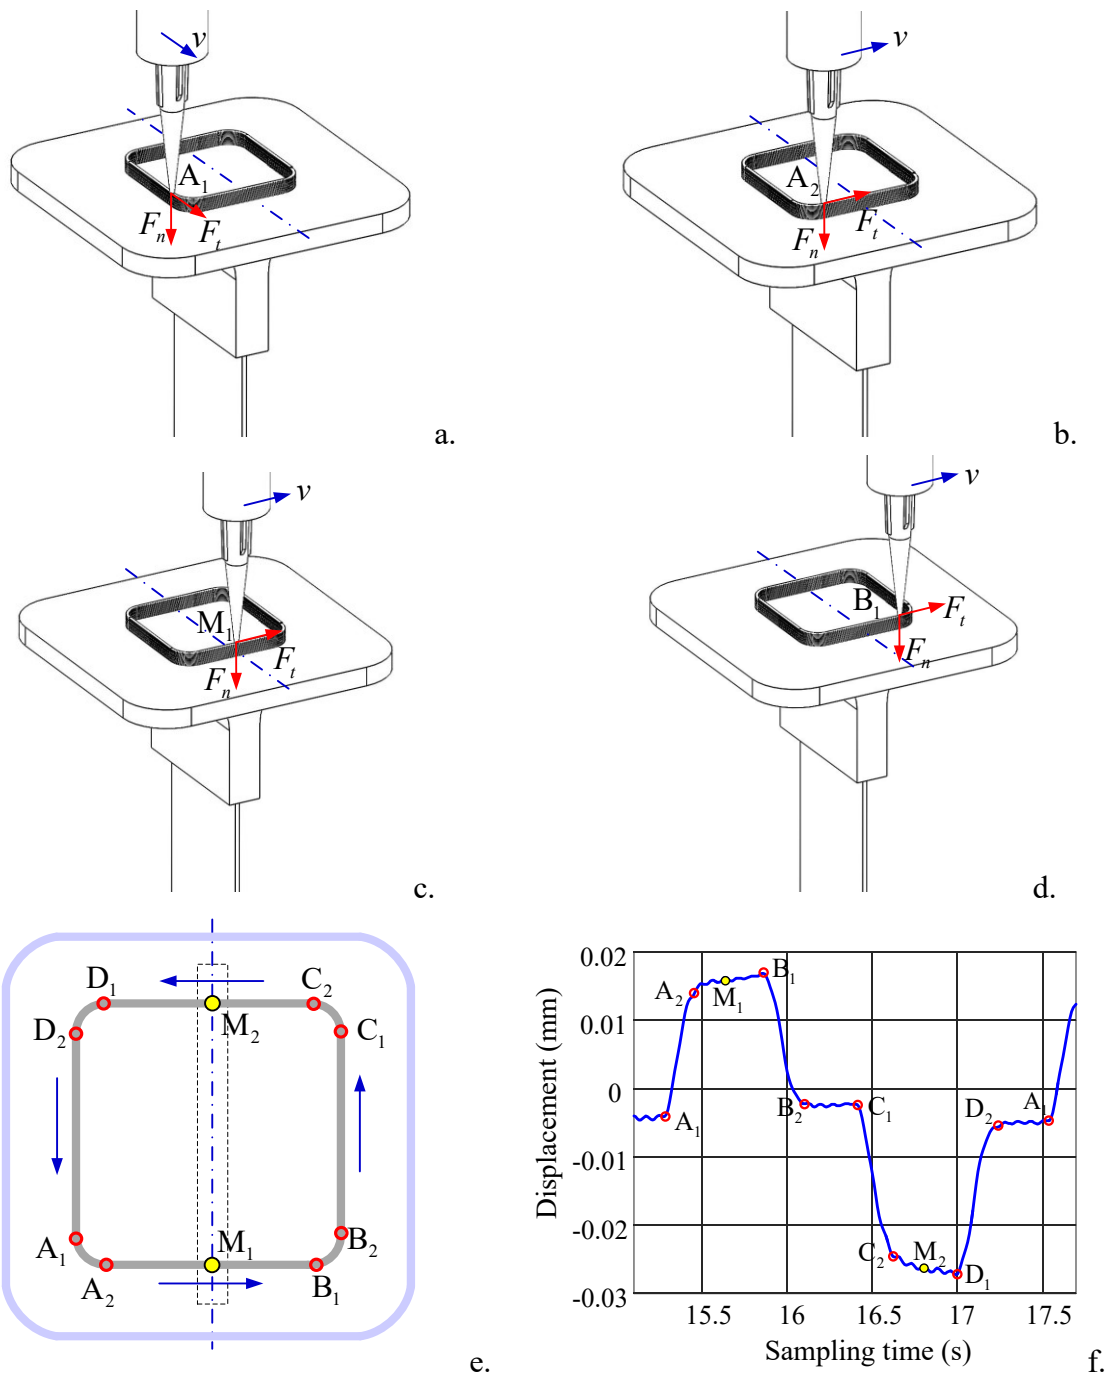 v
A₁
Fₙ
Fₜ
a.
v
A₂
Fₜ
Fₙ
b.
v
M₁
Fₜ
Fₙ
c.
v
B₁
Fₜ
Fₙ
d.
D₁
C₂
D₂
M₂
C₁
A₁
M₁
B₂
A₂
B₁
e.
Displacement (mm)
0.02
0.01
0
-0.01
-0.02
-0.03
A₂
M₁
B₁
A₁
B₂
C₁
D₂
A₁
C₂
M₂
D₁
15.5 16 16.5 17 17.5
Sampling time (s)
f.